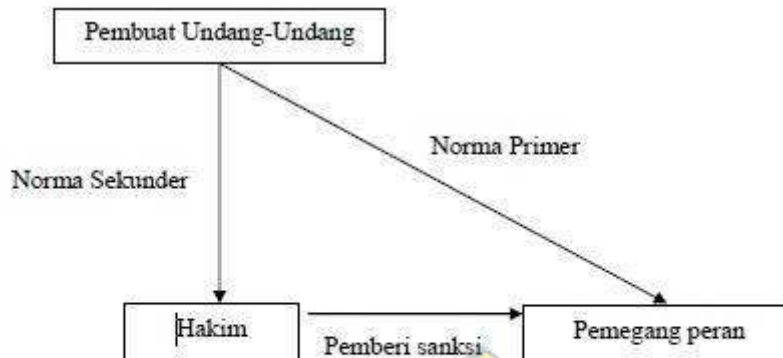 Pembuat Undang-Undang
Norma Primer
Norma Sekunder
Hakim
Pemberi sanksi
Pemegang peran